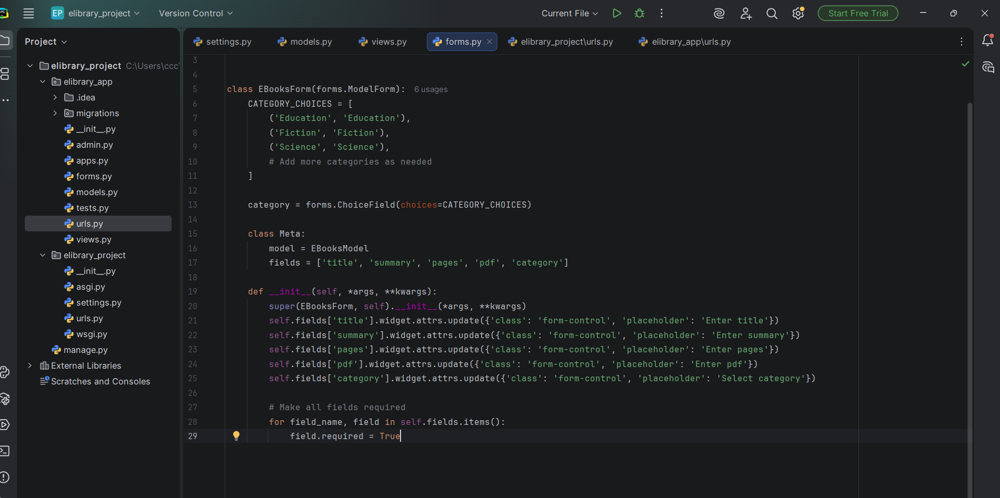 PC
EP elibrary_project Version Control Current File Start Free Trial
Project
settings.py models.py views.py forms.py elibrary_project\urls.py elibrary_app\urls.py
elibrary_project C:\Users\ccc\
elibrary_app
.idea
migrations
__init__.py
admin.py
apps.py
forms.py
models.py
tests.py
urls.py
views.py
elibrary_project
__init__.py
asgi.py
settings.py
urls.py
wsgi.py
manage.py
External Libraries
Scratches and Consoles
3
4
5 class EBooksForm(forms.ModelForm): 6 usages
6 CATEGORY_CHOICES = [
7 ('Education', 'Education'),
8 ('Fiction', 'Fiction'),
9 ('Science', 'Science'),
10 # Add more categories as needed
11 ]
12
13 category = forms.ChoiceField(choices=CATEGORY_CHOICES)
14
15 class Meta:
16 model = EBooksModel
17 fields = ['title', 'summary', 'pages', 'pdf', 'category']
18
19 def __init__(self, *args, **kwargs):
20 super(EBooksForm, self).__init__(*args, **kwargs)
21 self.fields['title'].widget.attrs.update({'class': 'form-control', 'placeholder': 'Enter title'})
22 self.fields['summary'].widget.attrs.update({'class': 'form-control', 'placeholder': 'Enter summary'})
23 self.fields['pages'].widget.attrs.update({'class': 'form-control', 'placeholder': 'Enter pages'})
24 self.fields['pdf'].widget.attrs.update({'class': 'form-control', 'placeholder': 'Enter pdf'})
25 self.fields['category'].widget.attrs.update({'class': 'form-control', 'placeholder': 'Select category'})
26
27 # Make all fields required
28 for field_name, field in self.fields.items():
29 field.required = True